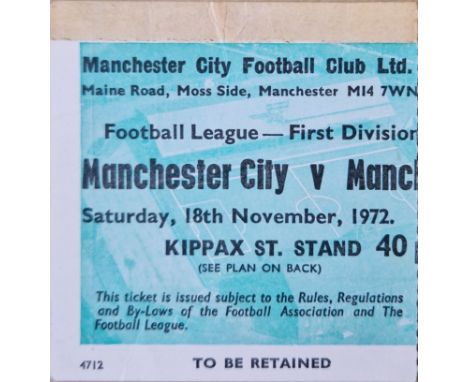 Manchester City Football Club Ltd.
Maine Road, Moss Side, Manchester M14 7WN
Football League — First Division
Manchester City v Manc
Saturday, 18th November, 1972.
KIPPAX ST. STAND 40
(SEE PLAN ON BACK)
This ticket is issued subject to the Rules, Regulations
and By-Laws of the Football Association and The
Football League.
4712 TO BE RETAINED